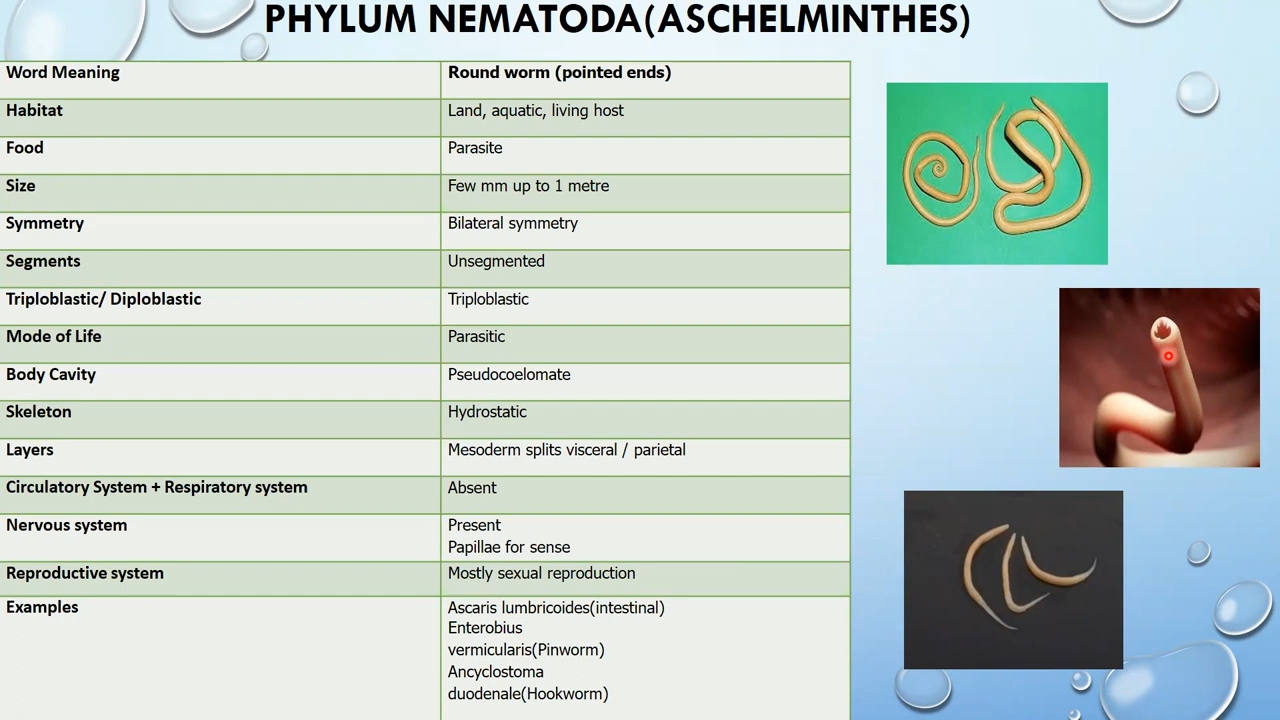 PHYLUM NEMATODA(ASCHELMINTHES)
Word Meaning Round worm (pointed ends)
Habitat Land, aquatic, living host
Food Parasite
Size Few mm up to 1 metre
Symmetry Bilateral symmetry
Segments Unsegmented
Triploblastic/ Diploblastic Triploblastic
Mode of Life Parasitic
Body Cavity Pseudocoelomate
Skeleton Hydrostatic
Layers Mesoderm splits visceral / parietal
Circulatory System + Respiratory system Absent
Nervous system Present
Papillae for sense
Reproductive system Mostly sexual reproduction
Examples Ascaris lumbricoides(intestinal)
Enterobius
vermicularis(Pinworm)
Ancyclostoma
duodenale(Hookworm)